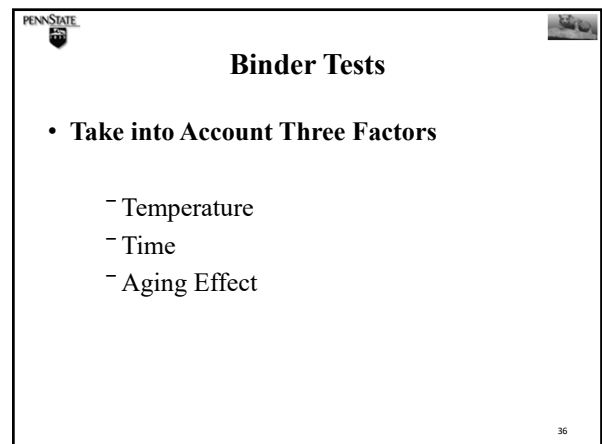 PENNSTATE
Binder Tests
• Take into Account Three Factors
– Temperature
– Time
– Aging Effect
36